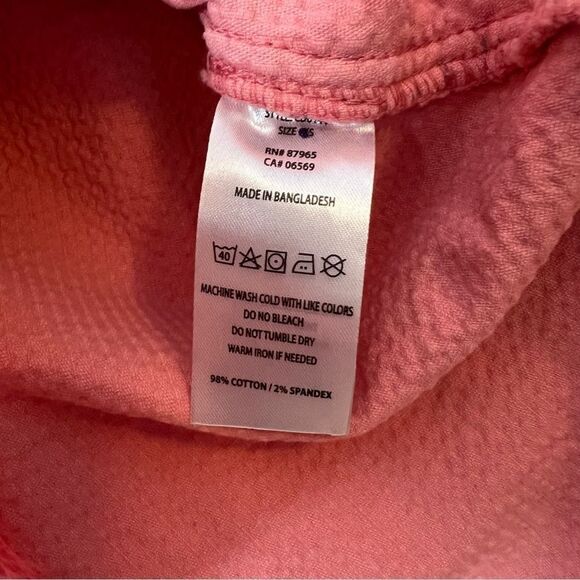 SIZE
RN# 87965
CA# 06569
MADE IN BANGLADESH
40
MACHINE WASH COLD WITH LIKE COLORS
DO NO BLEACH
DO NOT TUMBLE DRY
WARM IRON IF NEEDED
98% COTTON / 2% SPANDEX